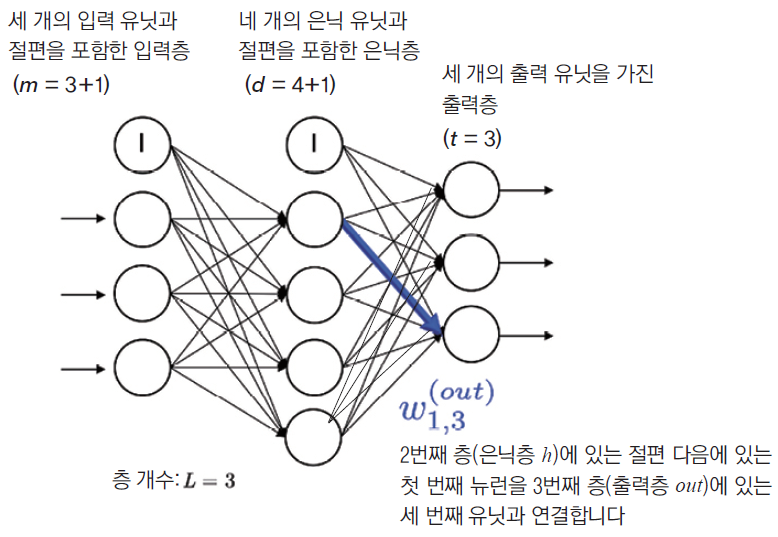 세 개의 입력 유닛과
절편을 포함한 입력층
(m = 3+1)
네 개의 은닉 유닛과
절편을 포함한 은닉층
(d = 4+1)
세 개의 출력 유닛을 가진
출력층
(t = 3)
1
1
w_{1,3}^{(out)}
층 개수: L = 3
2번째 층(은닉층 h)에 있는 절편 다음에 있는
첫 번째 뉴런을 3번째 층(출력층 out)에 있는
세 번째 유닛과 연결합니다